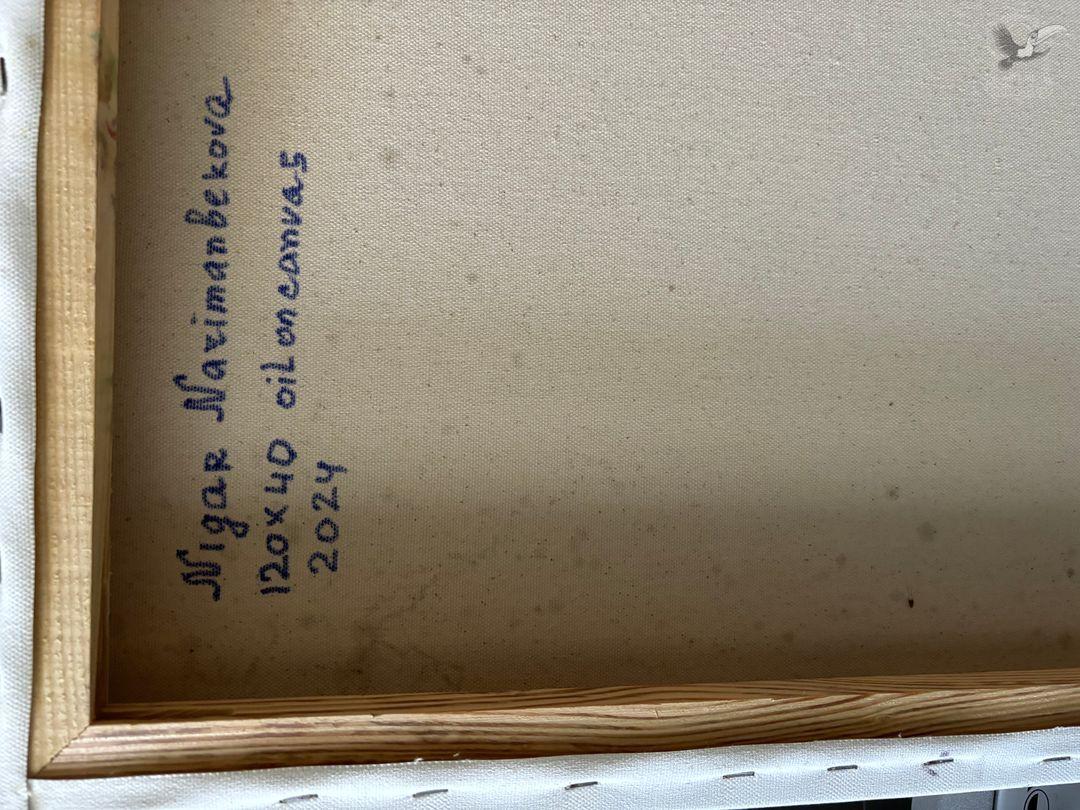 Nigar Narimanbekova
120x40 oil on canvas
2024